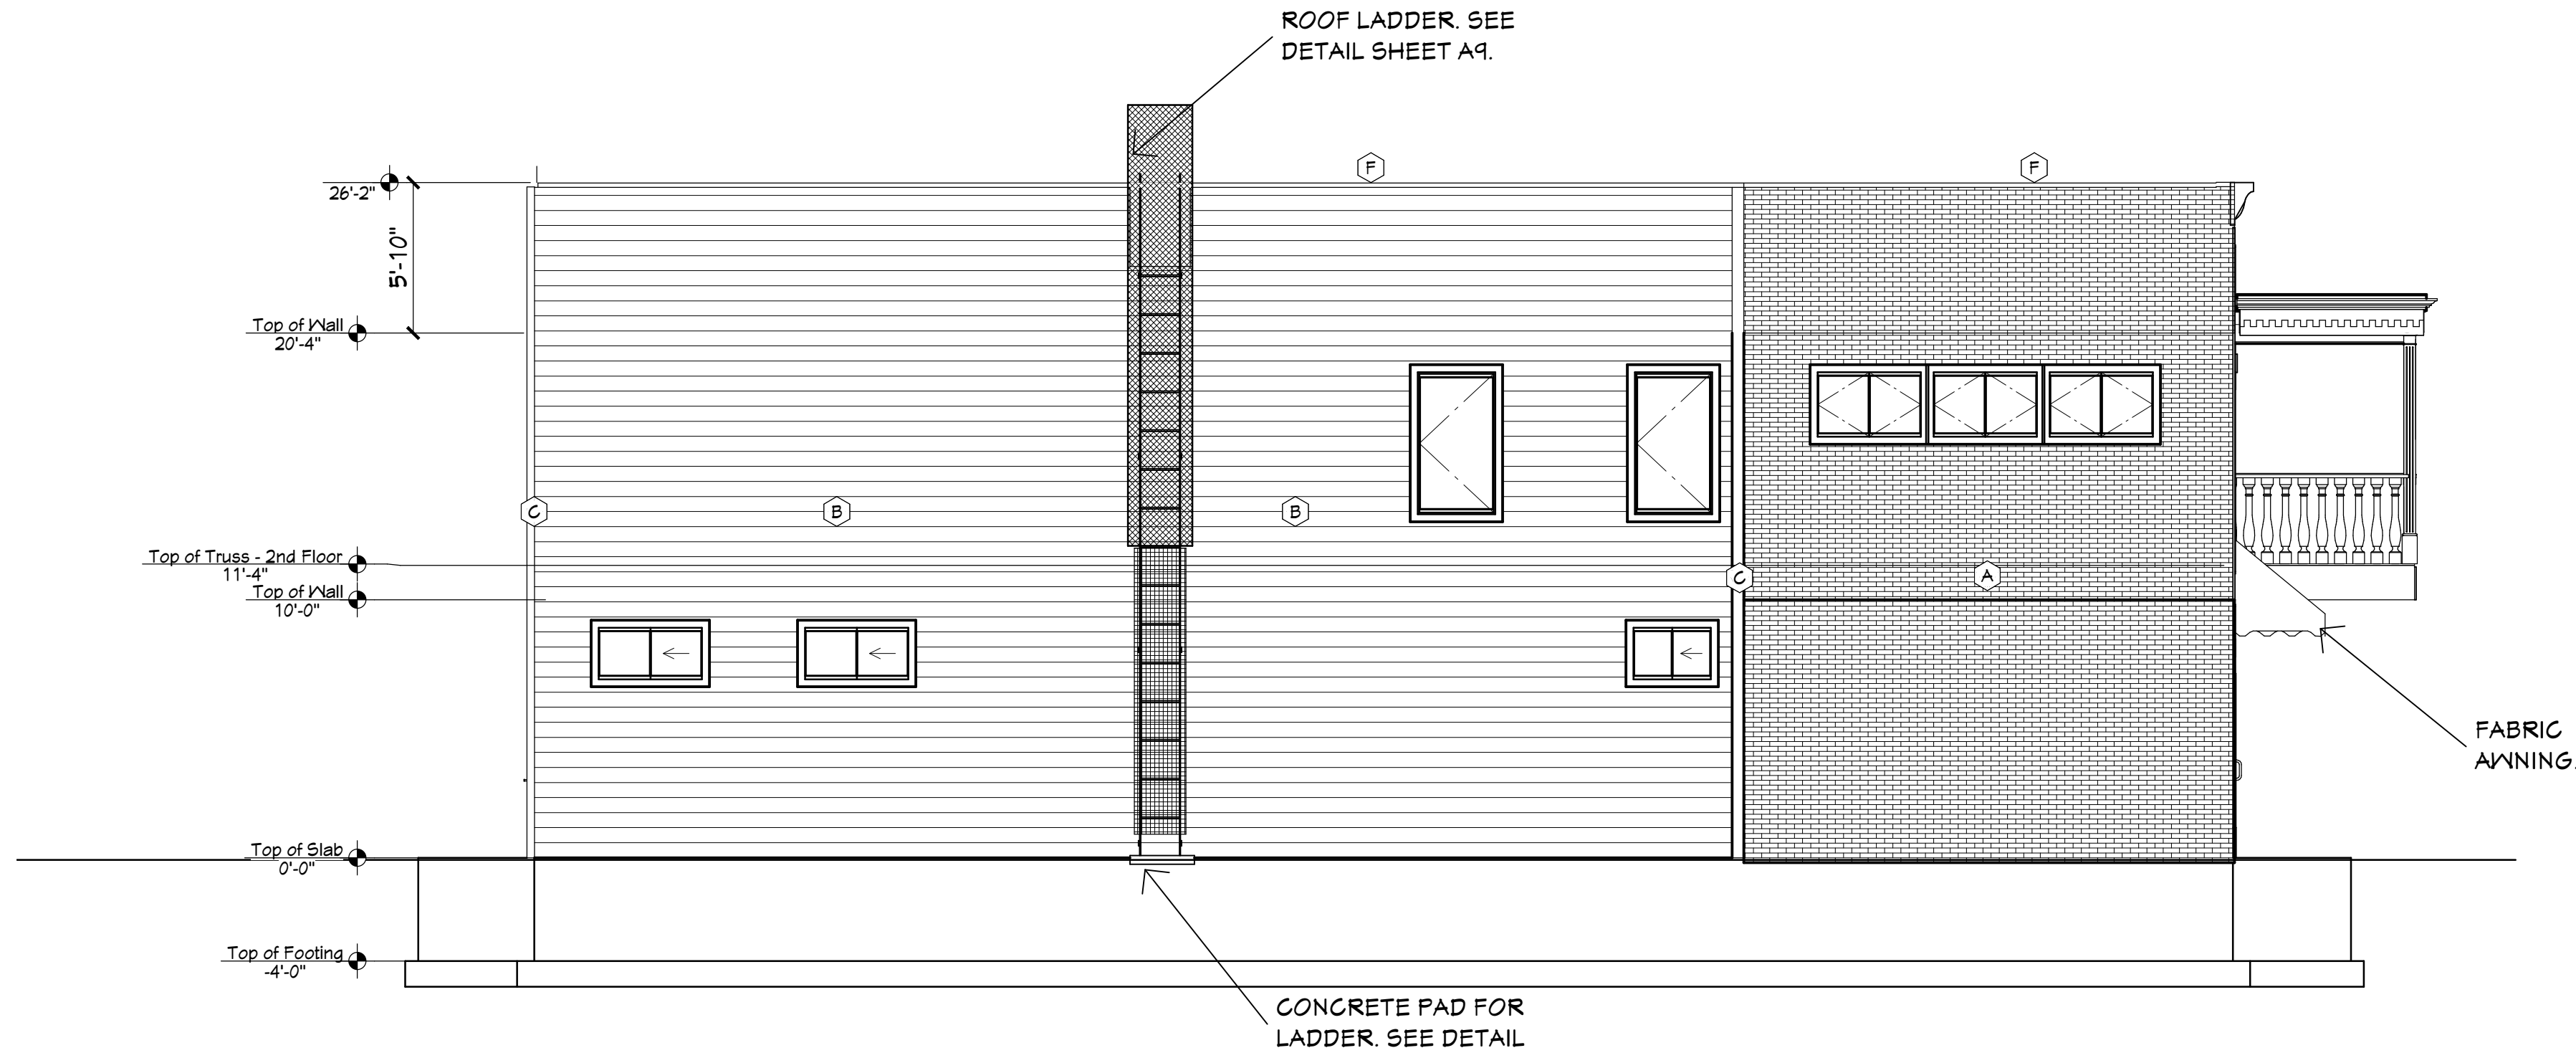 ROOF LADDER. SEE
DETAIL SHEET A9.
F
F
26'-2"
5'-10"
Top of Wall
20'-4"
C
B
B
Top of Truss - 2nd Floor
11'-4"
C
A
Top of Wall
10'-0"
FABRIC
AWNING.
Top of Slab
0'-0"
Top of Footing
-4'-0"
CONCRETE PAD FOR
LADDER. SEE DETAIL